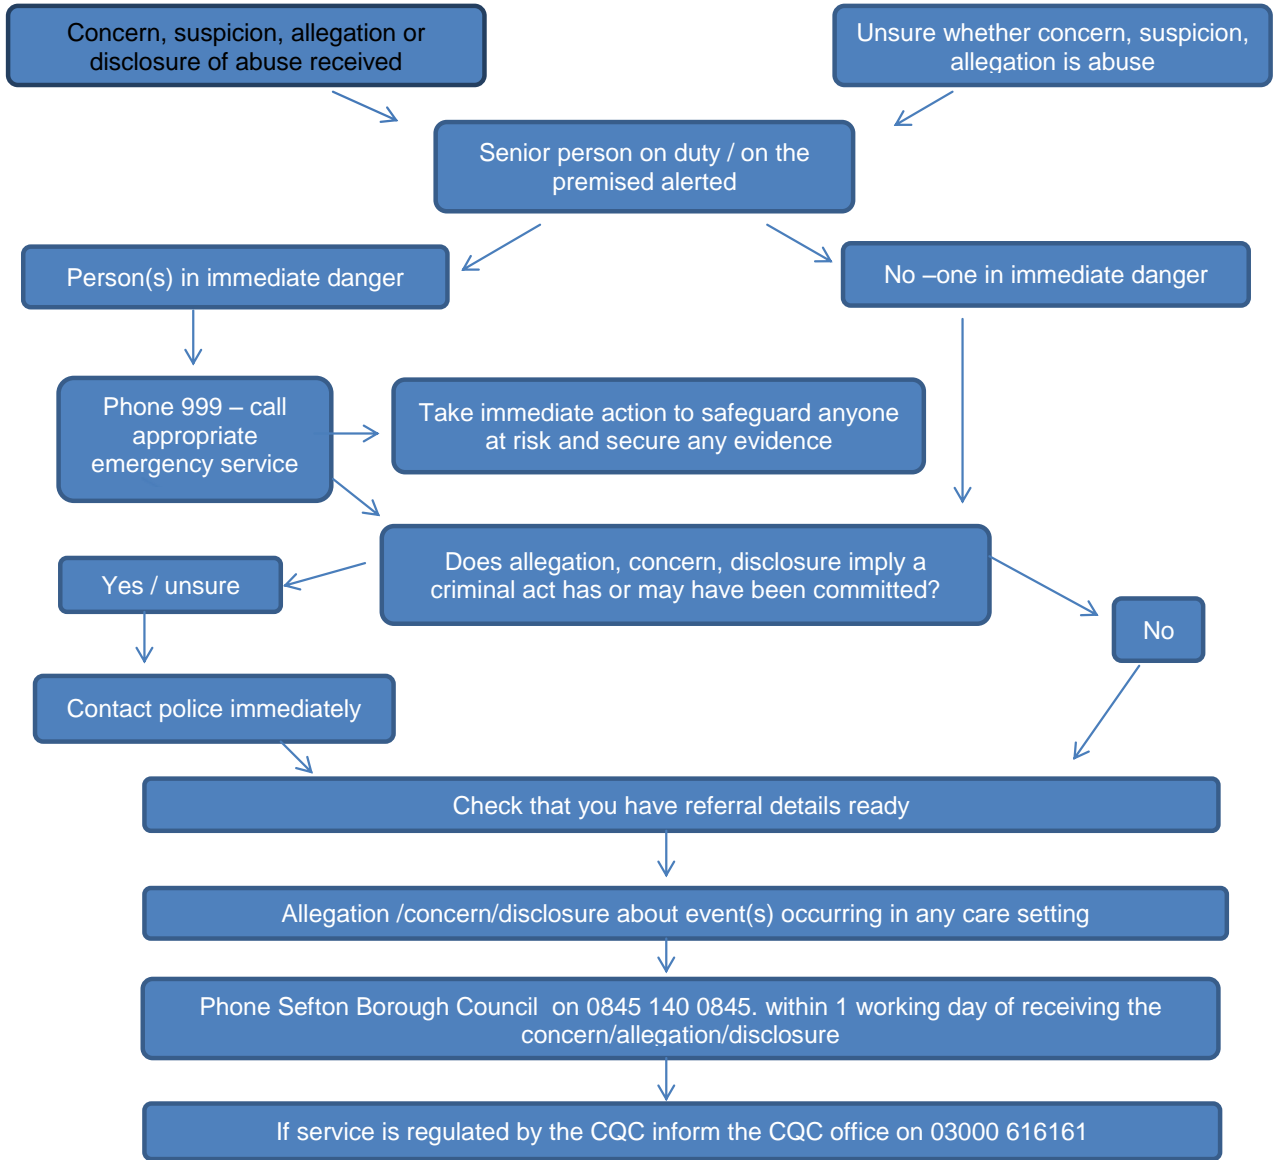 Concern, suspicion, allegation or
disclosure of abuse received
Unsure whether concern, suspicion,
allegation is abuse
Senior person on duty / on the
premised alerted
Person(s) in immediate danger
No –one in immediate danger
Phone 999 – call
appropriate
emergency service
Take immediate action to safeguard anyone
at risk and secure any evidence
Does allegation, concern, disclosure imply a
criminal act has or may have been committed?
Yes / unsure
No
Contact police immediately
Check that you have referral details ready
Allegation /concern/disclosure about event(s) occurring in any care setting
Phone Sefton Borough Council  on 0845 140 0845. within 1 working day of receiving the
concern/allegation/disclosure
If service is regulated by the CQC inform the CQC office on 03000 616161